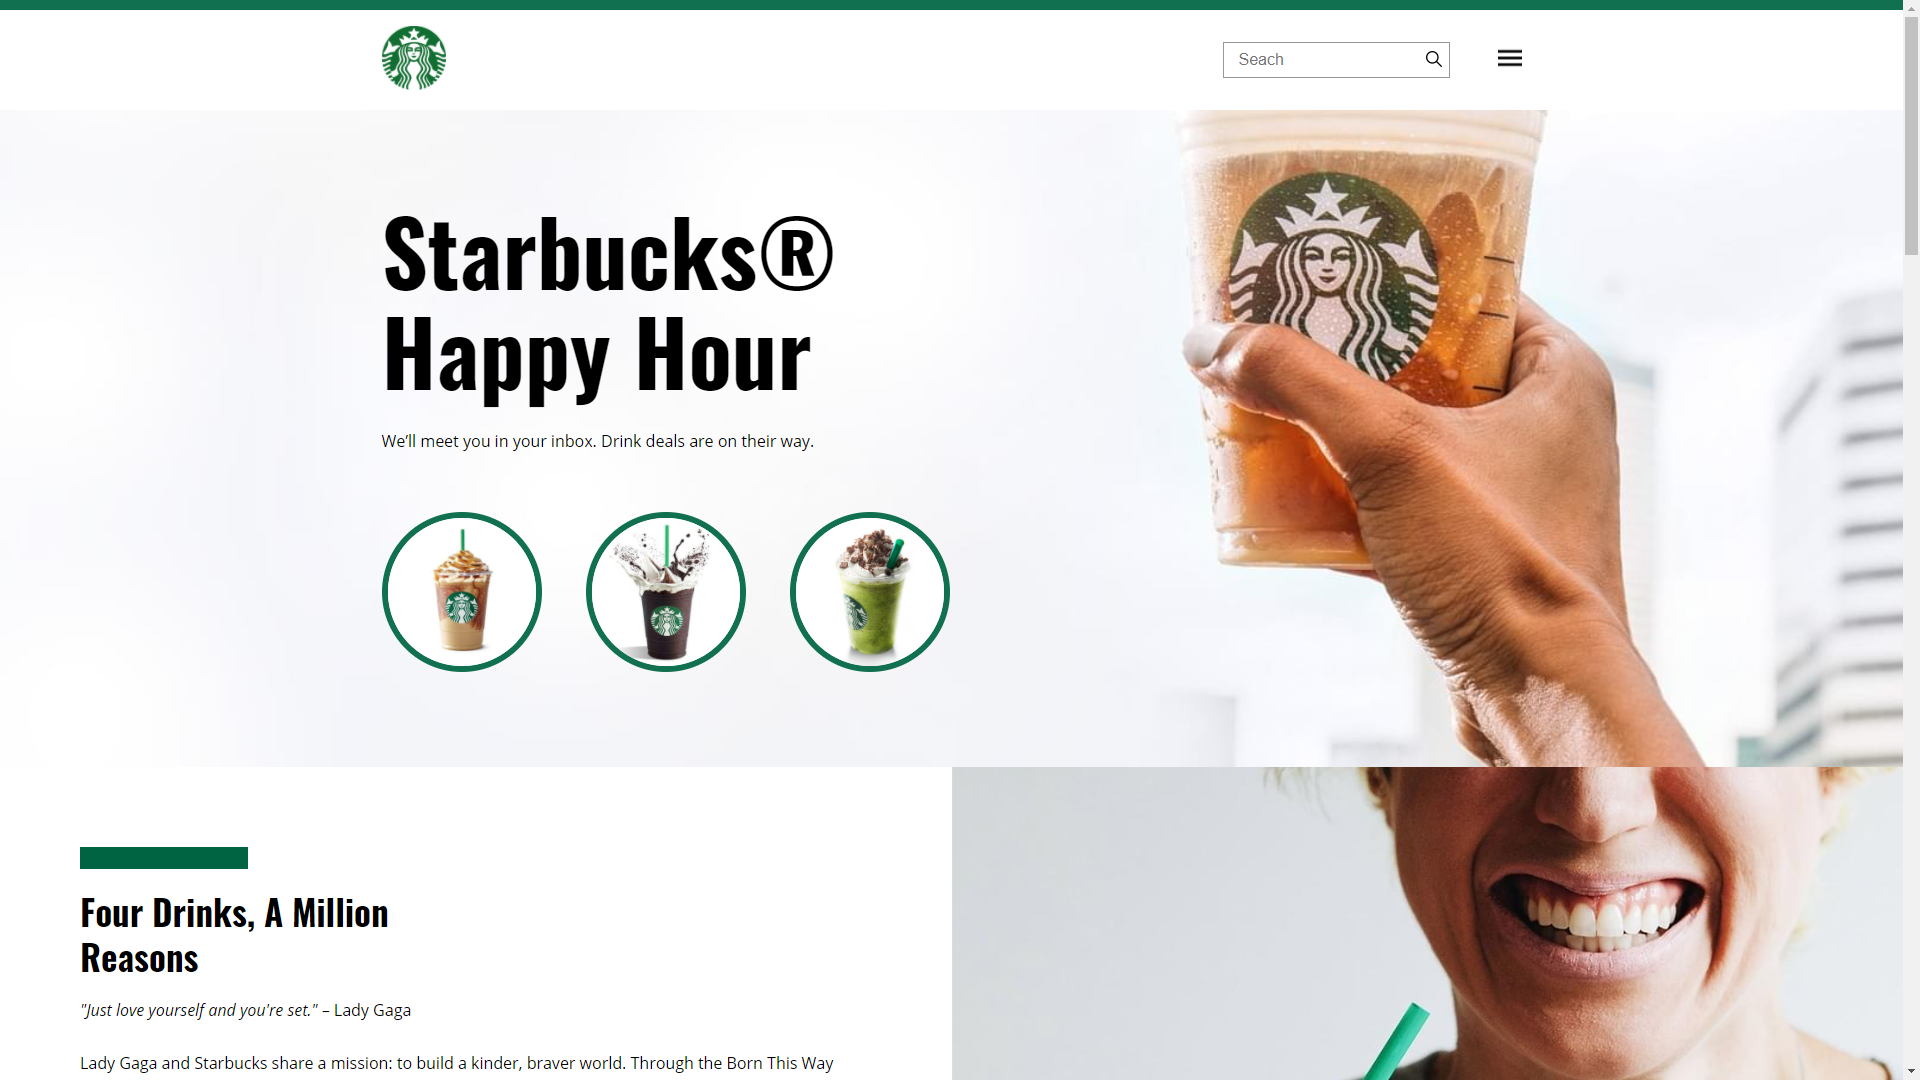 Seach
Starbucks®
Happy Hour
We’ll meet you in your inbox. Drink deals are on their way.
Four Drinks, A Million
Reasons
"Just love yourself and you're set." – Lady Gaga
Lady Gaga and Starbucks share a mission: to build a kinder, braver world. Through the Born This Way